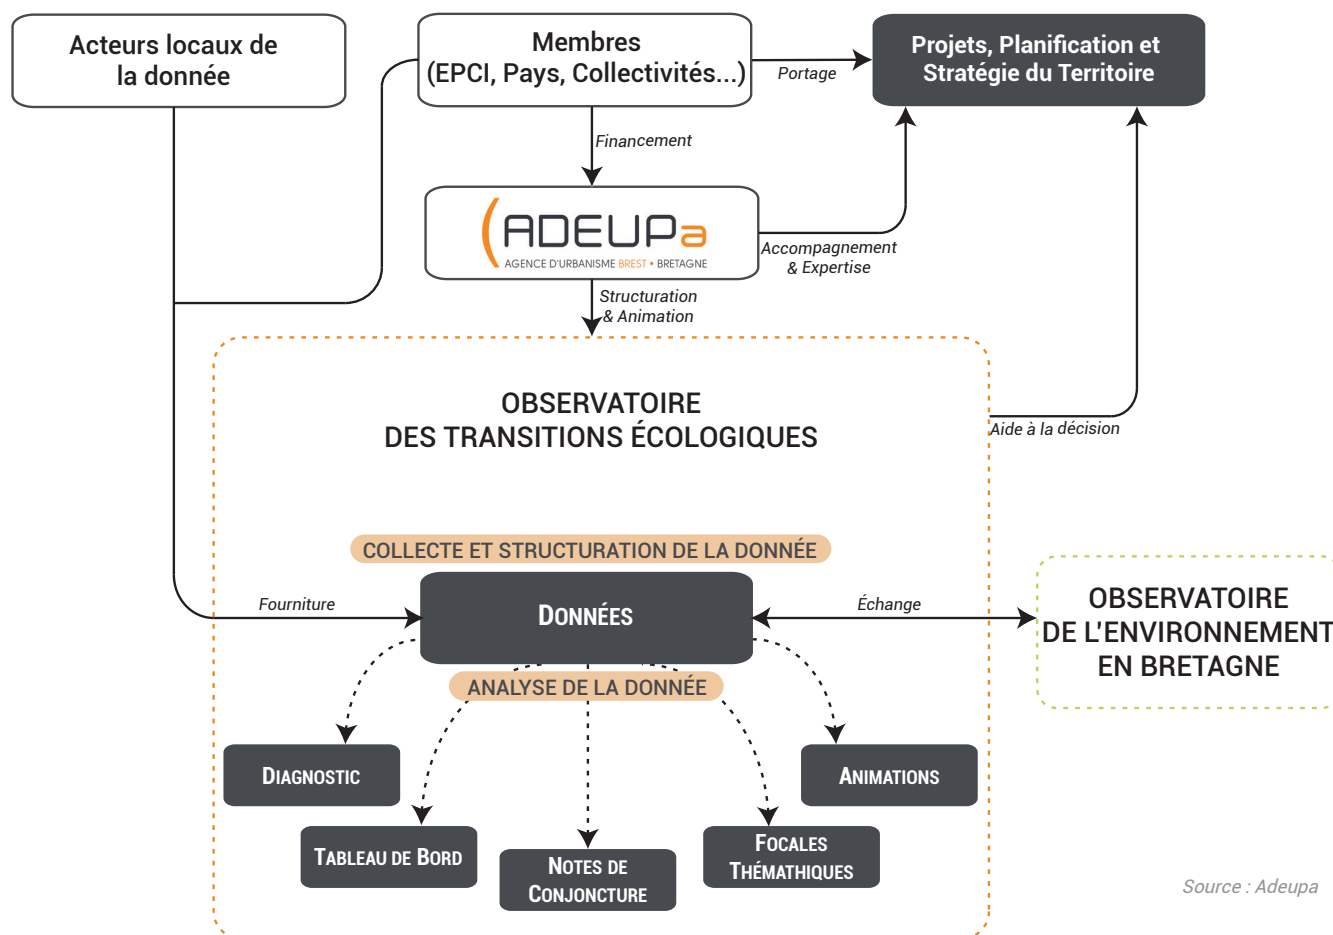 Acteurs locaux de
la donnée
Membres
(EPCI, Pays, Collectivités...)
Portage
Projets, Planification et
Stratégie du Territoire
Financement
ADEUPa
AGENCE D'URBANISME BREST • BRETAGNE
Accompagnement
& Expertise
Structuration
& Animation
OBSERVATOIRE
DES TRANSITIONS ÉCOLOGIQUES
Aide à la décision
COLLECTE ET STRUCTURATION DE LA DONNÉE
Fourniture
DONNÉES
Échange
OBSERVATOIRE
DE L'ENVIRONNEMENT
EN BRETAGNE
ANALYSE DE LA DONNÉE
DIAGNOSTIC
ANIMATIONS
TABLEAU DE BORD
NOTES DE
CONJONCTURE
FOCALES
THÉMATHIQUES
Source : Adeupa